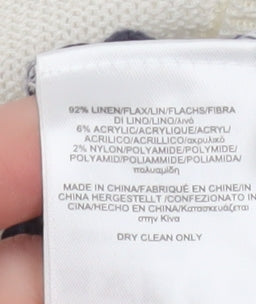 92% LINEN/FLAX/LIN/FLACHS/FIBRA
DI LINO/LINO/λινό
6% ACRYLIC/ACRYLIQUE/ACRYL/
ACRILICO/ACRILLICO/ακρυλικό
2% NYLON/POLYAMIDE/POLYMIDE/
POLYAMID/POLIAMMIDE/POLIAMIDA/
πολυαμίδη
MADE IN CHINA/FABRIQUÉ EN CHINE/IN
CHINA HERGESTELLT /CONFEZIONATO IN
CINA/HECHO EN CHINA/Κατασκευάζεται
στην Κίνα
DRY CLEAN ONLY